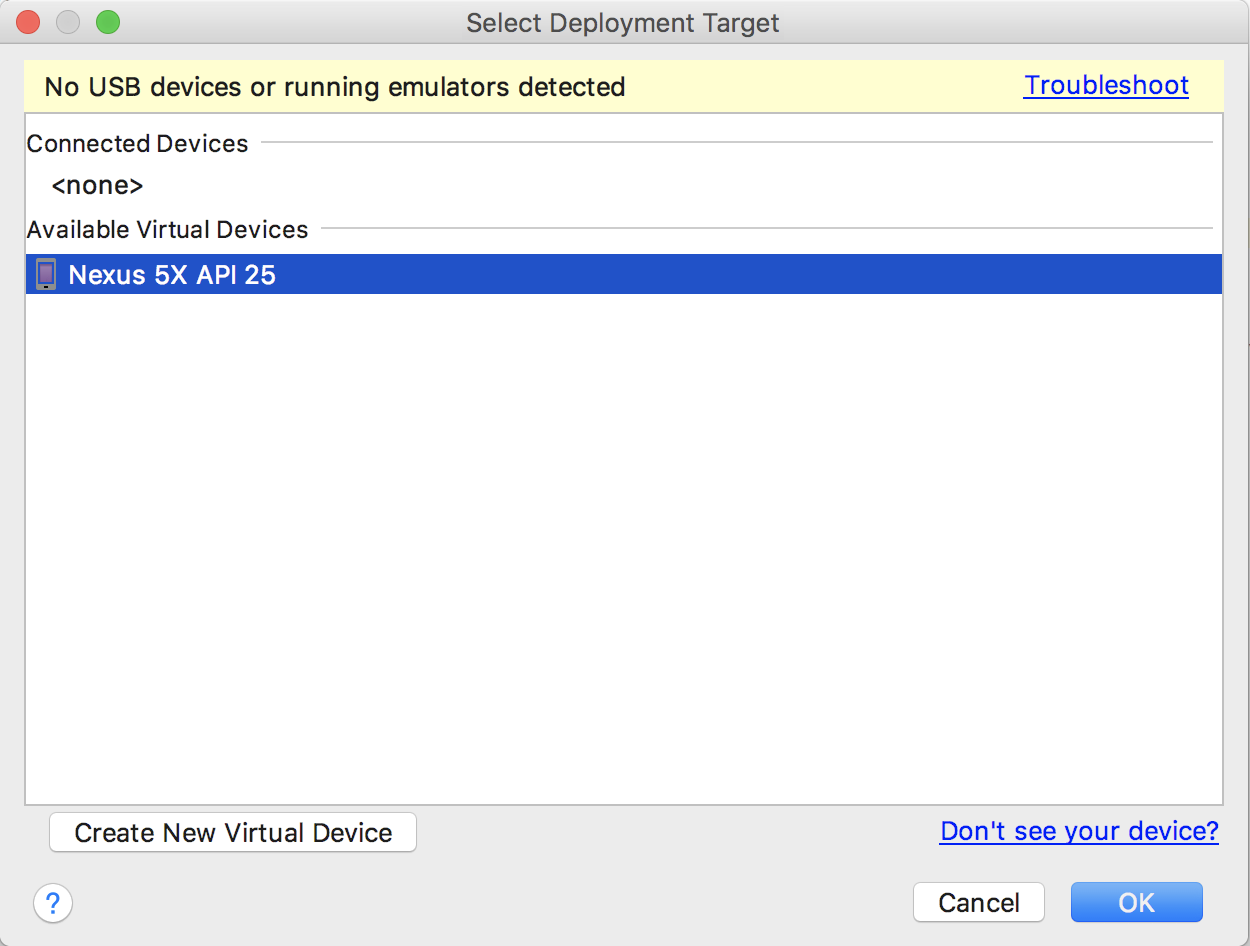 Select Deployment Target
No USB devices or running emulators detected Troubleshoot
Connected Devices
<none>
Available Virtual Devices
Nexus 5X API 25
Create New Virtual Device Don't see your device?
? Cancel OK